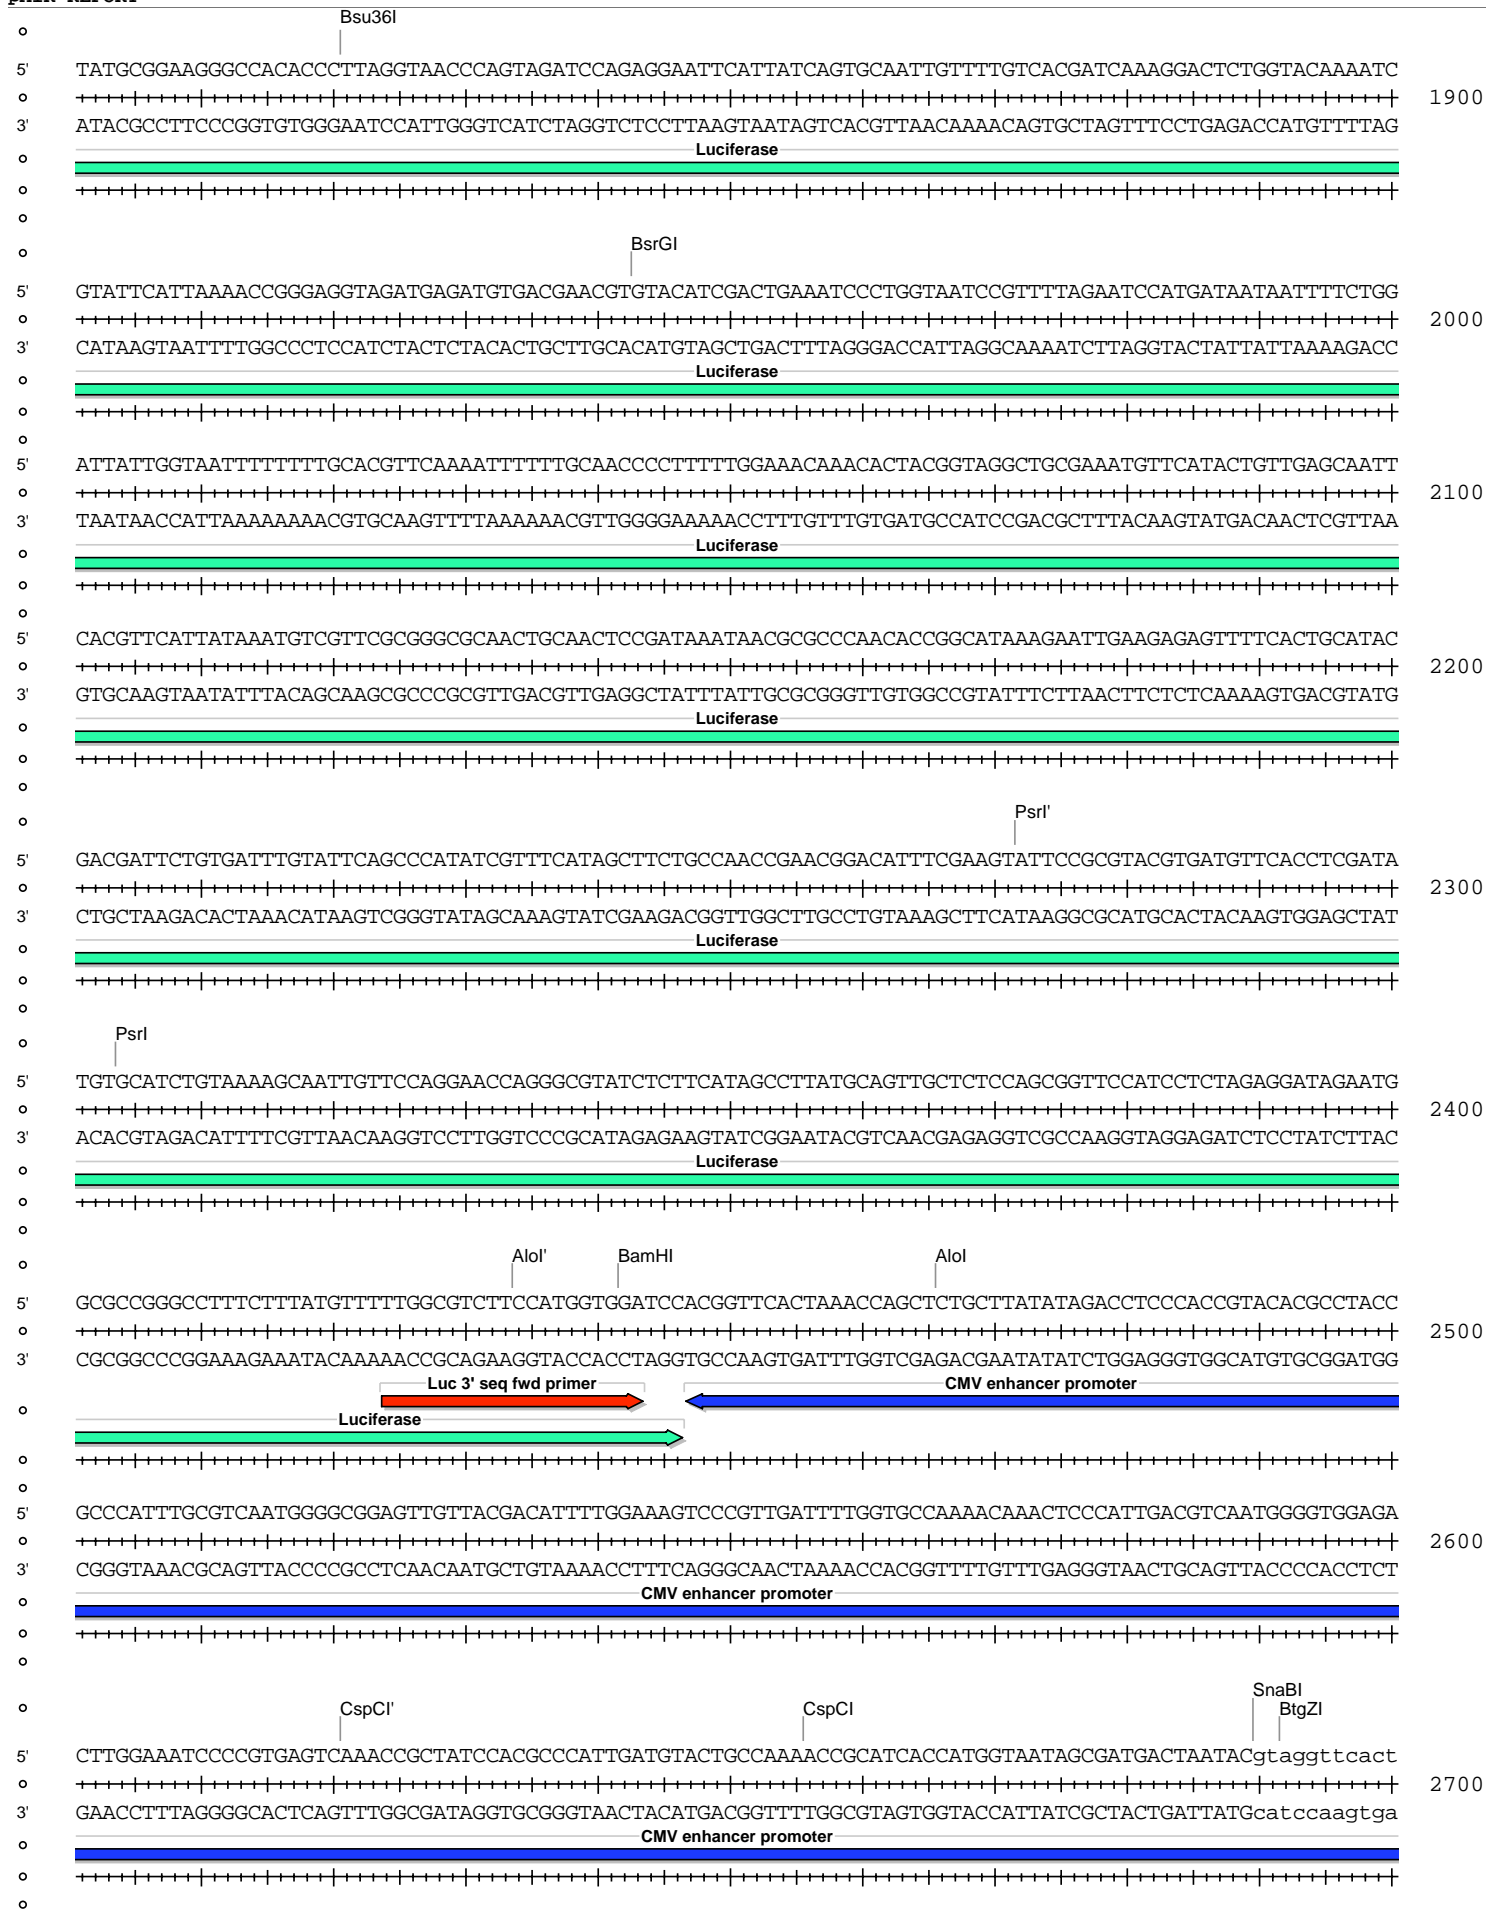 Bsu36I
5' TATGCGGAAGGGCCACACCCTTAGGTAACCCAGTAGATCCAGAGGAATTCATTATCAGTGCAATTGTTTTGTCACGATCAAAGGACTCTGGTACAAAATC
1900
3' ATACGCCTTCCCGGTGTGGGAATCCATTGGGTCATCTAGGTCTCCTTAAGTAATAGTCACGTTAACAAAACAGTGCTAGTTTCCTGAGACCATGTTTTAG
Luciferase
BsrGI
5' GTATTCATTAAAACCGGGAGGTAGATGAGATGTGACGAACGTGTACATCGACTGAAATCCCTGGTAATCCGTTTTAGAATCCATGATAATAATTTTCTGG
2000
3' CATAAGTAATTTTGGCCCTCCATCTACTCTACACTGCTTGCACATGTAGCTGACTTTAGGGACCATTAGGCAAAATCTTAGGTACTATTATTAAAAGACC
Luciferase
5' ATTATTGGTAATTTTTTTTGCACGTTCAAAATTTTTTGCAACCCCTTTTTGGAAACAAACACTACGGTAGGCTGCGAAATGTTCATACTGTTGAGCAATT
2100
3' TAATAACCATTAAAAAAAACGTGCAAGTTTTAAAAAACGTTGGGGAAAAACCTTTGTTTGTGATGCCATCCGACGCTTTACAAGTATGACAACTCGTTAA
Luciferase
5' CACGTTCATTATAAATGTCGTTCGCGGGCGCAACTGCAACTCCGATAAATAACGCGCCCAACACCGGCATAAAGAATTGAAGAGAGTTTTCACTGCATAC
2200
3' GTGCAAGTAATATTTACAGCAAGCGCCCGCGTTGACGTTGAGGCTATTTATTGCGCGGGTTGTGGCCGTATTTCTTAACTTCTCTCAAAAGTGACGTATG
Luciferase
PsrI'
5' GACGATTCTGTGATTTGTATTCAGCCCATATCGTTTCATAGCTTCTGCCAACCGAACGGACATTTCGAAGTATTCCGCGTACGTGATGTTCACCTCGATA
2300
3' CTGCTAAGACACTAAACATAAGTCGGGTATAGCAAAGTATCGAAGACGGTTGGCTTGCCTGTAAAGCTTCATAAGGCGCATGCACTACAAGTGGAGCTAT
Luciferase
PsrI
5' TGTGCATCTGTAAAAGCAATTGTTCCAGGAACCAGGGCGTATCTCTTCATAGCCTTATGCAGTTGCTCTCCAGCGGTTCCATCCTCTAGAGGATAGAATG
2400
3' ACACGTAGACATTTTCGTTAACAAGGTCCTTGGTCCCGCATAGAGAAGTATCGGAATACGTCAACGAGAGGTCGCCAAGGTAGGAGATCTCCTATCTTAC
Luciferase
AloI' BamHI AloI
5' GCGCCGGGCCTTTCTTTATGTTTTTGGCGTCTTCCATGGTGGATCCACGGTTCACTAAACCAGCTCTGCTTATATAGACCTCCCACCGTACACGCCTACC
2500
3' CGCGGCCCGGAAAGAAATACAAAAACCGCAGAAGGTACCACCTAGGTGCCAAGTGATTTGGTCGAGACGAATATATCTGGAGGGTGGCATGTGCGGATGG
Luc 3' seq fwd primer CMV enhancer promoter
Luciferase
5' GCCCATTTGCGTCAATGGGGCGGAGTTGTTACGACATTTTGGAAAGTCCCGTTGATTTTGGTGCCAAAACAAACTCCCATTGACGTCAATGGGGTGGAGA
2600
3' CGGGTAAACGCAGTTACCCCGCCTCAACAATGCTGTAAAACCTTTCAGGGCAACTAAAACCACGGTTTTGTTTGAGGGTAACTGCAGTTACCCCACCTCT
CMV enhancer promoter
CspCI' CspCI SnaBI BtgZI
5' CTTGGAAATCCCCGTGAGTCAAACCGCTATCCACGCCCATTGATGTACTGCCAAAACCGCATCACCATGGTAATAGCGATGACTAATACgtaggttcact
2700
3' GAACCTTTAGGGGCACTCAGTTTGGCGATAGGTGCGGGTAACTACATGACGGTTTTGGCGTAGTGGTACCATTATCGCTACTGATTATGcatccaagtga
CMV enhancer promoter